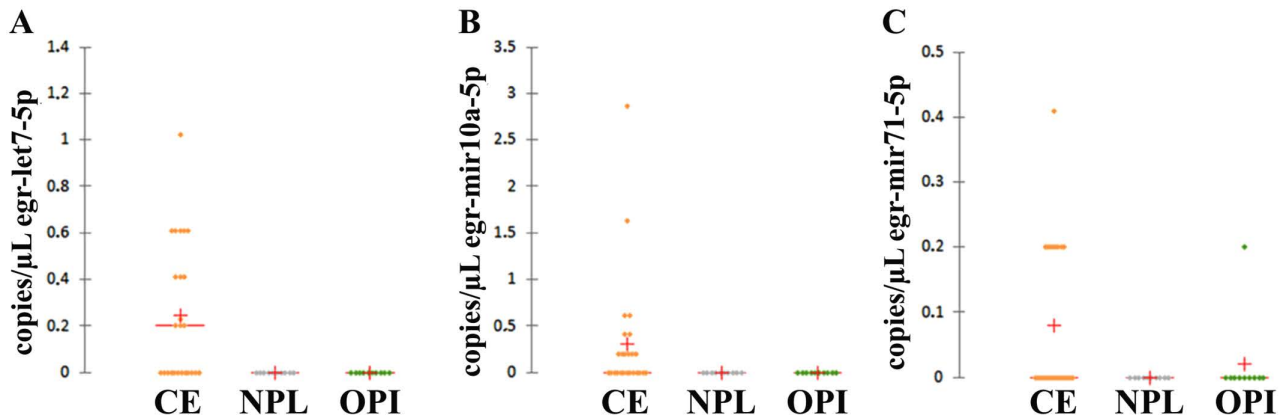 A
copies/µL egr-let7-5p
1.4
1.2
1
0.8
0.6
0.4
0.2
0
CE NPL OPI
B
copies/µL egr-mir10a-5p
3.5
3
2.5
2
1.5
1
0.5
0
CE NPL OPI
C
copies/µL egr-mir71-5p
0.5
0.4
0.3
0.2
0.1
0
CE NPL OPI